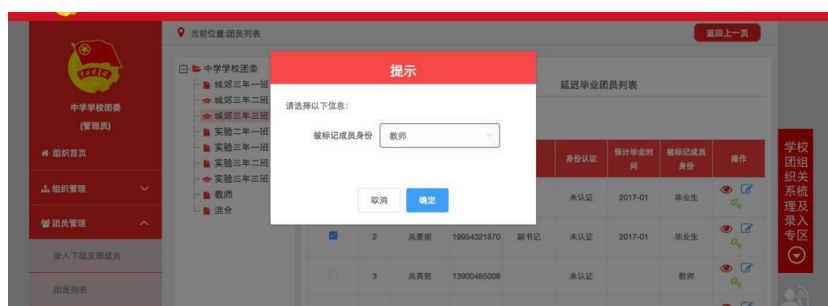 当前位置:团员列表
返回上一页
中学学校团委
(管理员)
组织首页
组织管理
团员管理
录入下级支部成员
团员列表
中学学校团委
城郊三年一班
城郊三年二班
城郊三年三班
实验二年一班
实验三年一班
实验三年二班
实验三年三班
教师
混合
提示
请选择以下信息:
被标记成员身份 教师
取消 确定
延迟毕业团员列表
身份认证 预计毕业时间 被标记成员身份 操作
未认证 2017-01 毕业生
2 19954321870 副书记 未认证 2017-01 毕业生
3 13900485008 未认证 教师
学校
团组
织关
系统
理及
录入
专区